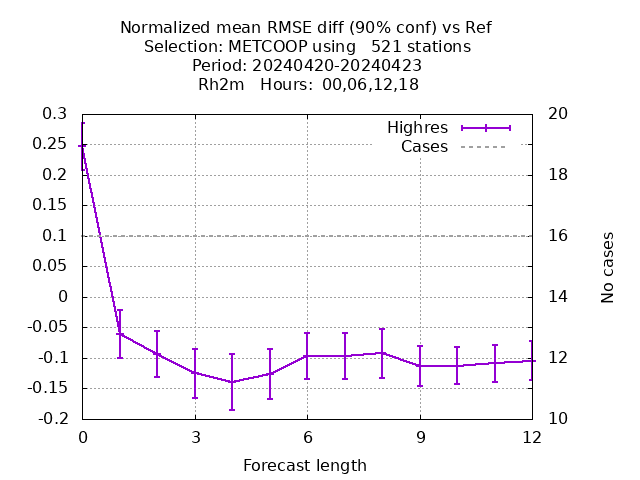 Normalized mean RMSE diff (90% conf) vs Ref
Selection: METCOOP using   521 stations
Period: 20240420-20240423
Rh2m   Hours:  00,06,12,18
0.3
0.25
0.2
0.15
0.1
0.05
0
-0.05
-0.1
-0.15
-0.2
20
18
16
14
12
10
Highres
Cases
No cases
0
3
6
9
12
Forecast length